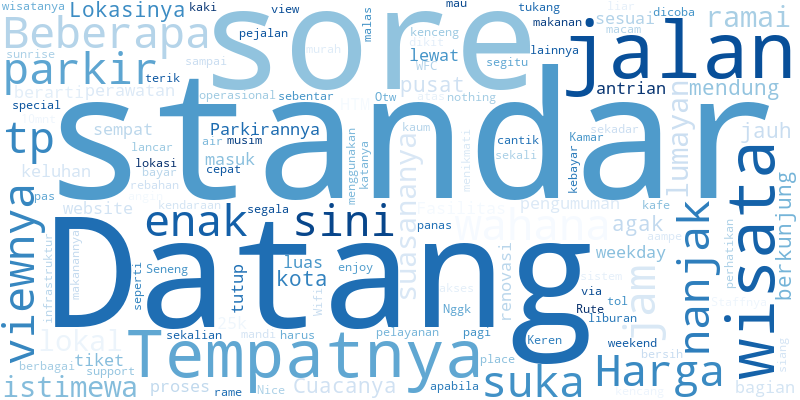 wisatanya
Lokasinya
kaki
view
malas
mau
tukang
liar
dicoba
Beberapa
sore
pejalan
kenceng
makanan
macam
sesuai
ramai
sunrise
murah
dikit
lewat
lainnya
jalan
parkir
terik
sampai
WFC
segitu
berarti
perawatan
operasional
sebentar
Otw
pusat
nothing
antrian
mendung
special
standar
tp
sempat
Parkirannya
kaum
cantik
Kamar
sekadar
lumayan
jauh
lancar
air
musim
lokasi
masuk
menggunakan
katanya
suasananya
menikmati
sekali
kebayar
keluhan
bayar
cepat
rebahan
pas
website
kendaraan
segala
pengumuman
kafe
berkunjung
viewnya
enak
sini
panas
wahana
agak
wisata
infrastruktur
makanannya
Datang
luas
renovasi
weekday
nanjak
perhatikan
seperti
Seneng
tutup
kota
enjoy
akses
sistem
jam
via
tol
Wifi
Nggk
Rute
liburan
lokal
sekalian
mandi
harus
pelayanan
pagi
Keren
weekend
bersih
siang
berbagai
tiket
Tempatnya
place
support
istimewa
proses
rame
Nice
Cuacanya
apabila
suka
Harga
bagian